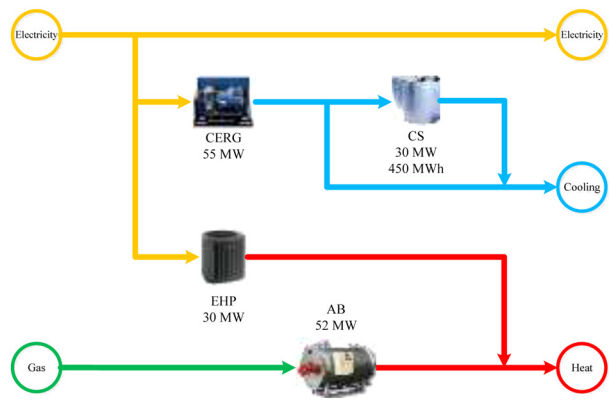 Electricity
Electricity
CERG
55 MW
CS
30 MW
450 MWh
Cooling
EHP
30 MW
AB
52 MW
Gas
Heat